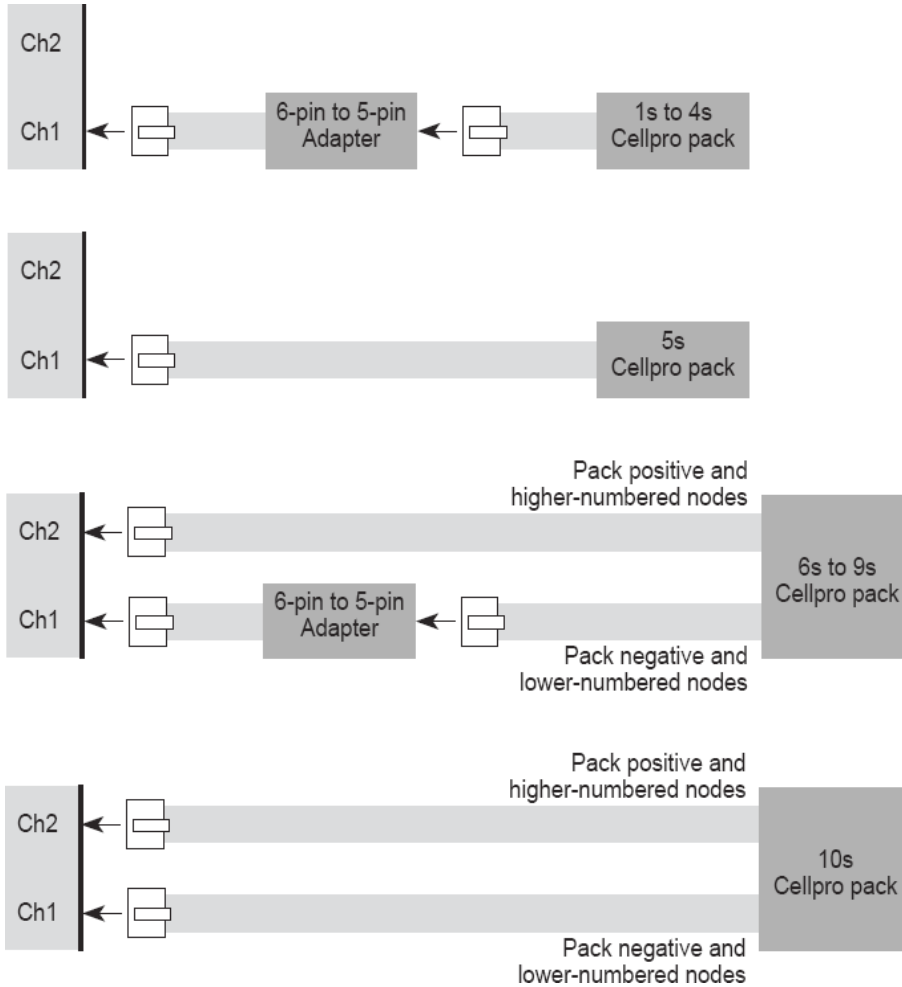 Ch2
Ch1
6-pin to 5-pin
Adapter
1s to 4s
Cellpro pack
Ch2
Ch1
5s
Cellpro pack
Pack positive and
higher-numbered nodes
Ch2
Ch1
6-pin to 5-pin
Adapter
6s to 9s
Cellpro pack
Pack negative and
lower-numbered nodes
Pack positive and
higher-numbered nodes
Ch2
Ch1
10s
Cellpro pack
Pack negative and
lower-numbered nodes